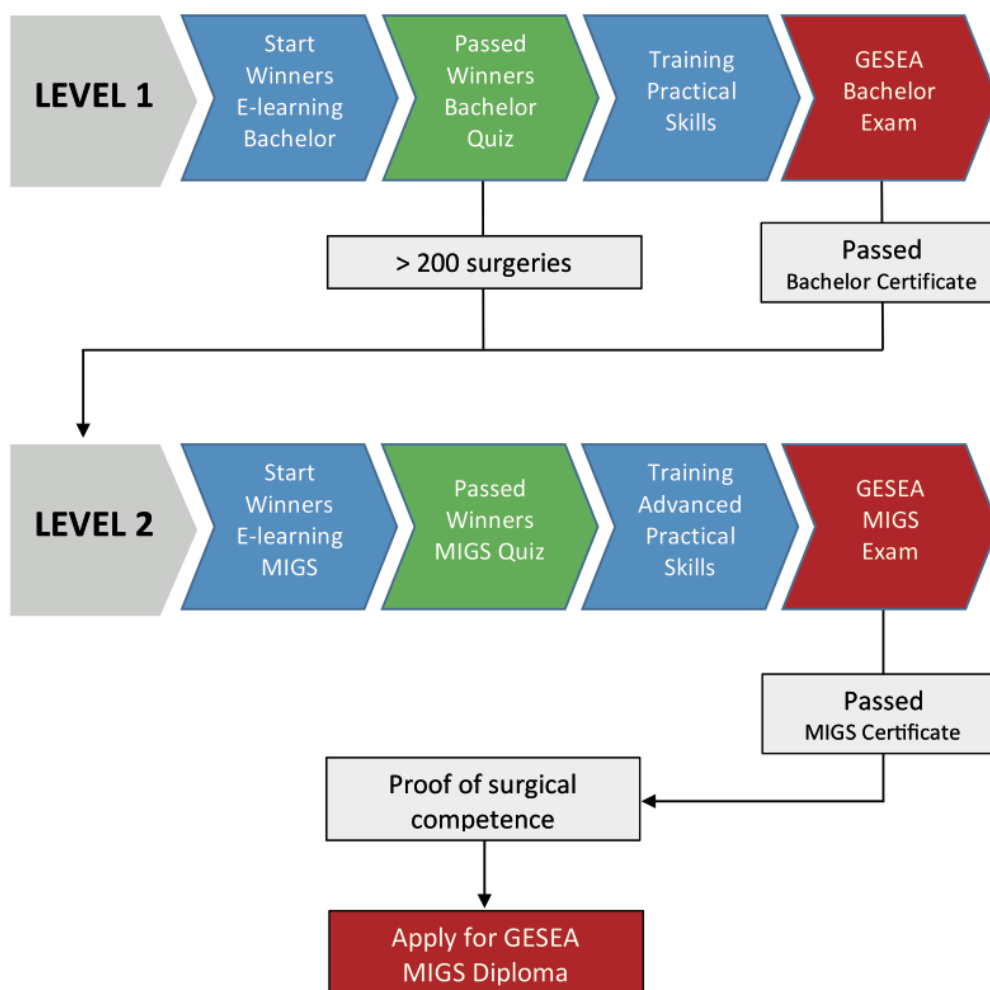 LEVEL 1
Start
Winners
E-learning
Bachelor
Passed
Winners
Bachelor
Quiz
Training
Practical
Skills
GESEA
Bachelor
Exam
> 200 surgeries
Passed
Bachelor Certificate
LEVEL 2
Start
Winners
E-learning
MIGS
Passed
Winners
MIGS Quiz
Training
Advanced
Practical
Skills
GESEA
MIGS
Exam
Passed
MIGS Certificate
Proof of surgical
competence
Apply for GESEA
MIGS Diploma